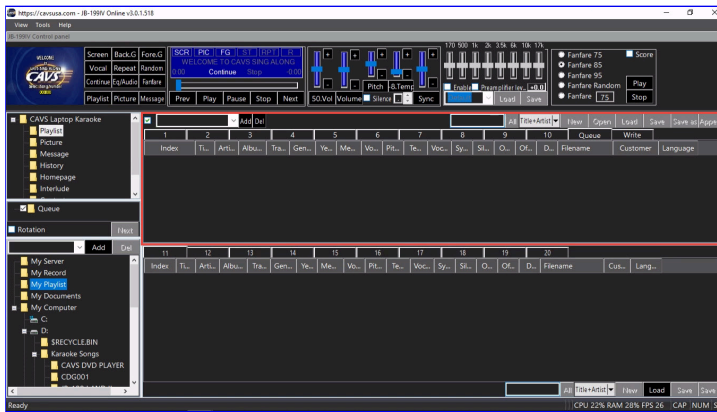 https://cavsusa.com - JB-199IV Online v3.0.1.518
View Tools Help
JB-199IV Control panel
WELCOME
CAVS
Screen Back.G Fore.G
Vocal Repeat Random
Continue Eq/Audio Fanfare
Playlist Picture Message
SCR PIC FG ST RPT R
WELCOME TO CAVS SING ALONG
0:00 Continue Stop -0:00
Prev Play Pause Stop Next
Pitch
50.Vol Volume Silence Sync
170 500 1k 2k 3.5k 6k 10k 17k
Enable Preamplifier lev.. +0.0
Load Save
Fanfare 75
Fanfare 85
Fanfare 95
Fanfare Random
Fanfare 75
Score
Play
Stop
CAVS Laptop Karaoke
Playlist
Picture
Message
History
Homepage
Interlude
Queue
Rotation Next
Add Del
My Server
My Record
My Playlist
My Documents
My Computer
C:
D:
$RECYCLE.BIN
Karaoke Songs
CAVS DVD PLAYER
CDG001
Add Del All Title+Artist New Open Load Save Save as Appe
1 2 3 4 5 6 7 8 9 10 Queue Write
Index Ti... Arti... Albu... Tra... Gen... Ye... Me... Vo... Pit... Te... Voc... Sy... Sil... O... Of... D... Filename Customer Language
11 12 13 14 15 16 17 18 19 20
Index Ti... Arti... Albu... Tra... Gen... Ye... Me... Vo... Pit... Te... Voc... Sy... Sil... O... Of... D... Filename Cus... Lang...
All Title+Artist New Load Save Save
Ready CPU 22% RAM 28% FPS 26 CAP NUM S